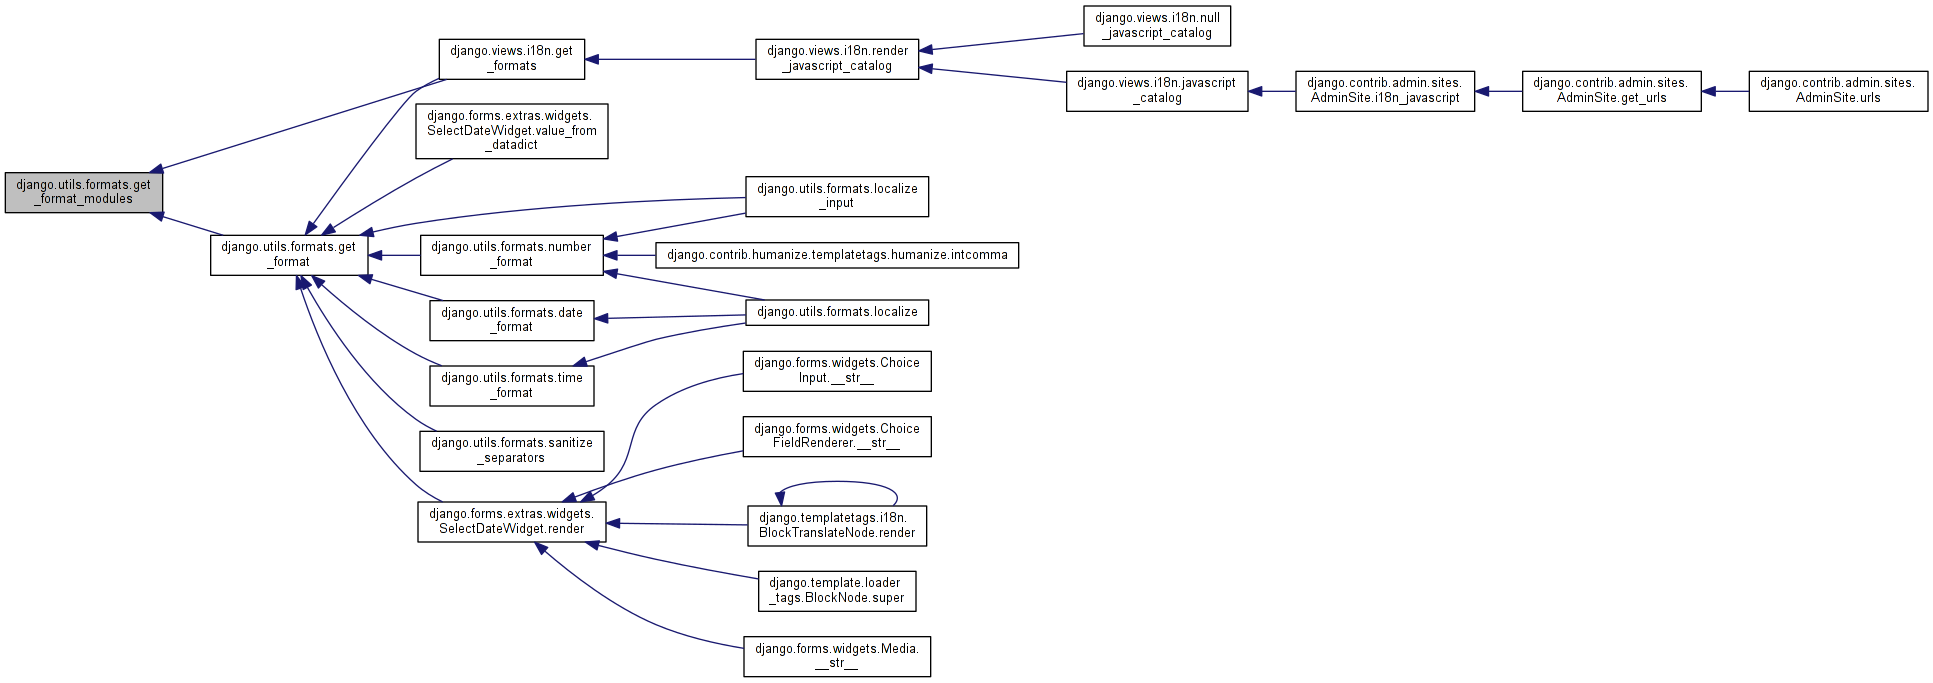 django.utils.formats.get
_format_modules
django.views.i18n.get
_formats
django.views.i18n.render
_javascript_catalog
django.views.i18n.null
_javascript_catalog
django.views.i18n.javascript
_catalog
django.contrib.admin.sites.
AdminSite.i18n_javascript
django.contrib.admin.sites.
AdminSite.get_urls
django.contrib.admin.sites.
AdminSite.urls
django.forms.extras.widgets.
SelectDateWidget.value_from
_datadict
django.utils.formats.get
_format
django.utils.formats.localize
_input
django.utils.formats.number
_format
django.contrib.humanize.templatetags.humanize.intcomma
django.utils.formats.date
_format
django.utils.formats.localize
django.utils.formats.time
_format
django.utils.formats.sanitize
_separators
django.forms.extras.widgets.
SelectDateWidget.render
django.forms.widgets.Choice
Input.__str__
django.forms.widgets.Choice
FieldRenderer.__str__
django.templatetags.i18n.
BlockTranslateNode.render
django.template.loader
_tags.BlockNode.super
django.forms.widgets.Media.
__str__